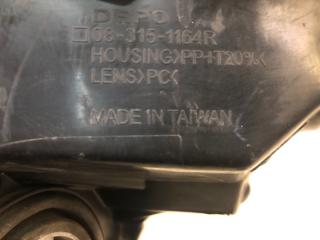 DEPO
08-315-1164R
HOUSING>PP+T20%<
LENS>PC<
MADE IN TAIWAN